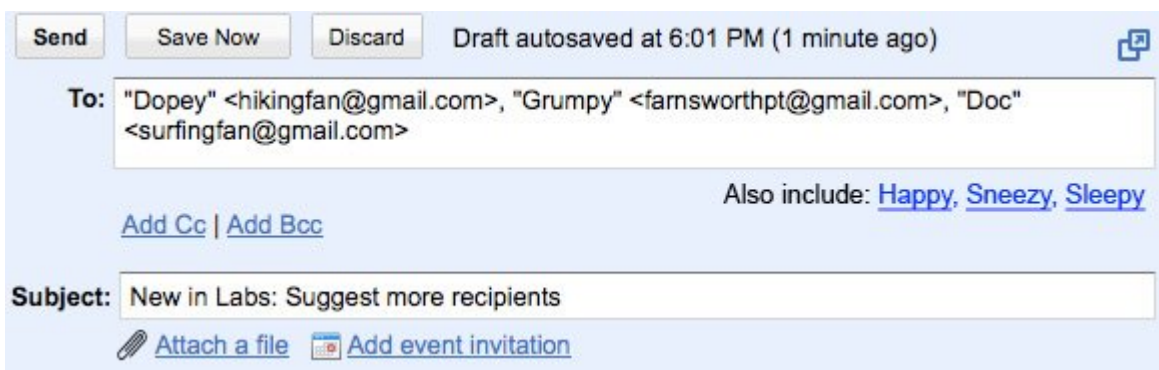 Send Save Now Discard Draft autosaved at 6:01 PM (1 minute ago)
To: "Dopey" <hikingfan@gmail.com>, "Grumpy" <farnsworthpt@gmail.com>, "Doc"
<surfingfan@gmail.com>
Also include: Happy, Sneezy, Sleepy
Add Cc | Add Bcc
Subject: New in Labs: Suggest more recipients
Attach a file Add event invitation